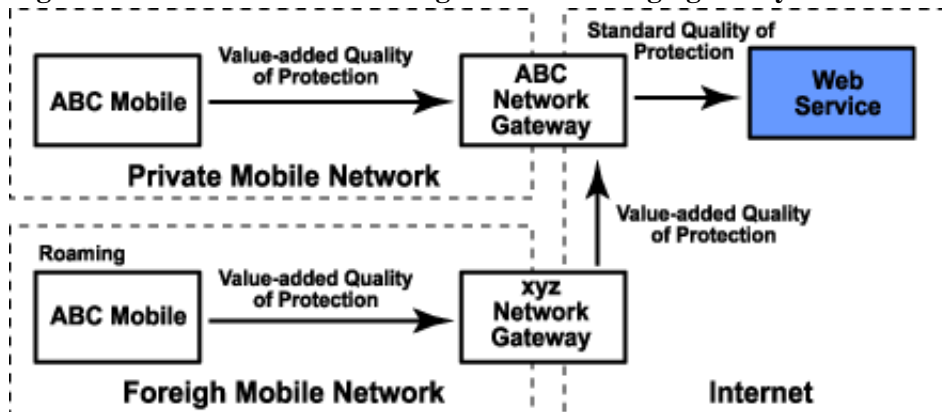 Value-added Quality
of Protection
Standard Quality of
Protection
ABC Mobile
ABC
Network
Gateway
Web
Service
Private Mobile Network
Value-added Quality
of Protection
Roaming
Value-added Quality
of Protection
ABC Mobile
xyz
Network
Gateway
Foreigh Mobile Network
Internet